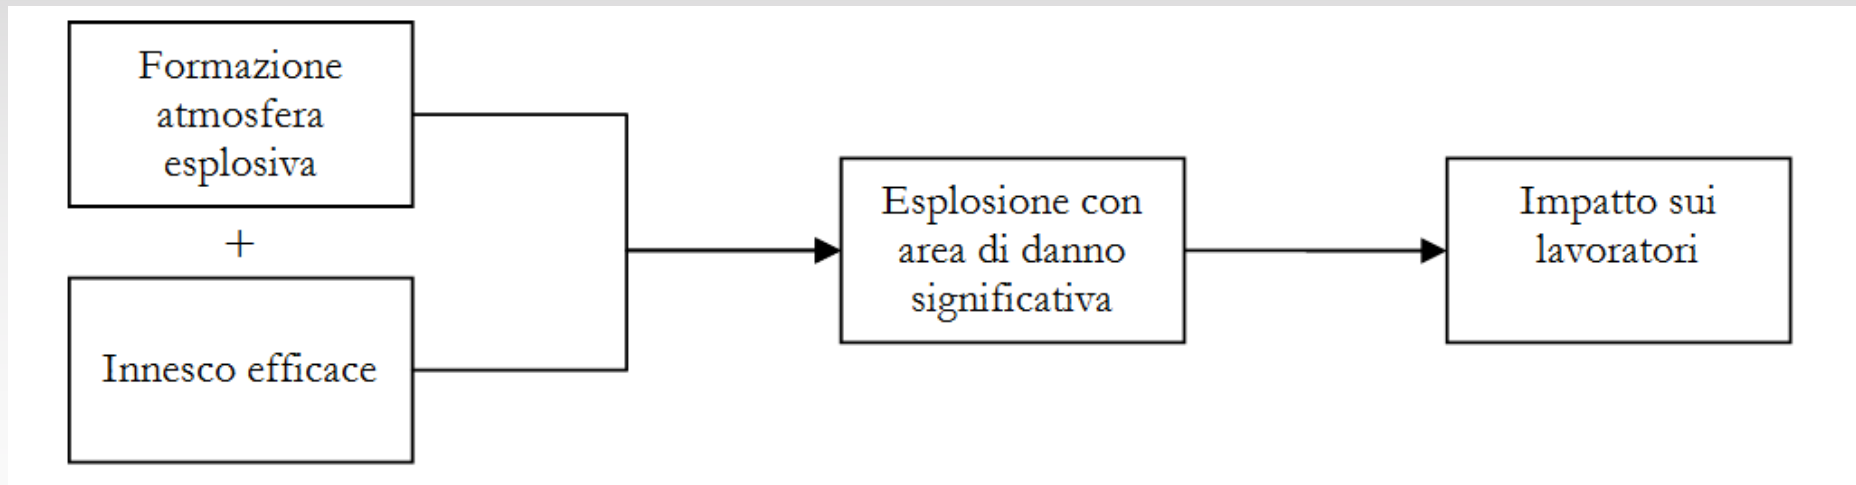 Formazione
atmosfera
esplosiva
+
Innesco efficace
Esplosione con
area di danno
significativa
Impatto sui
lavoratori